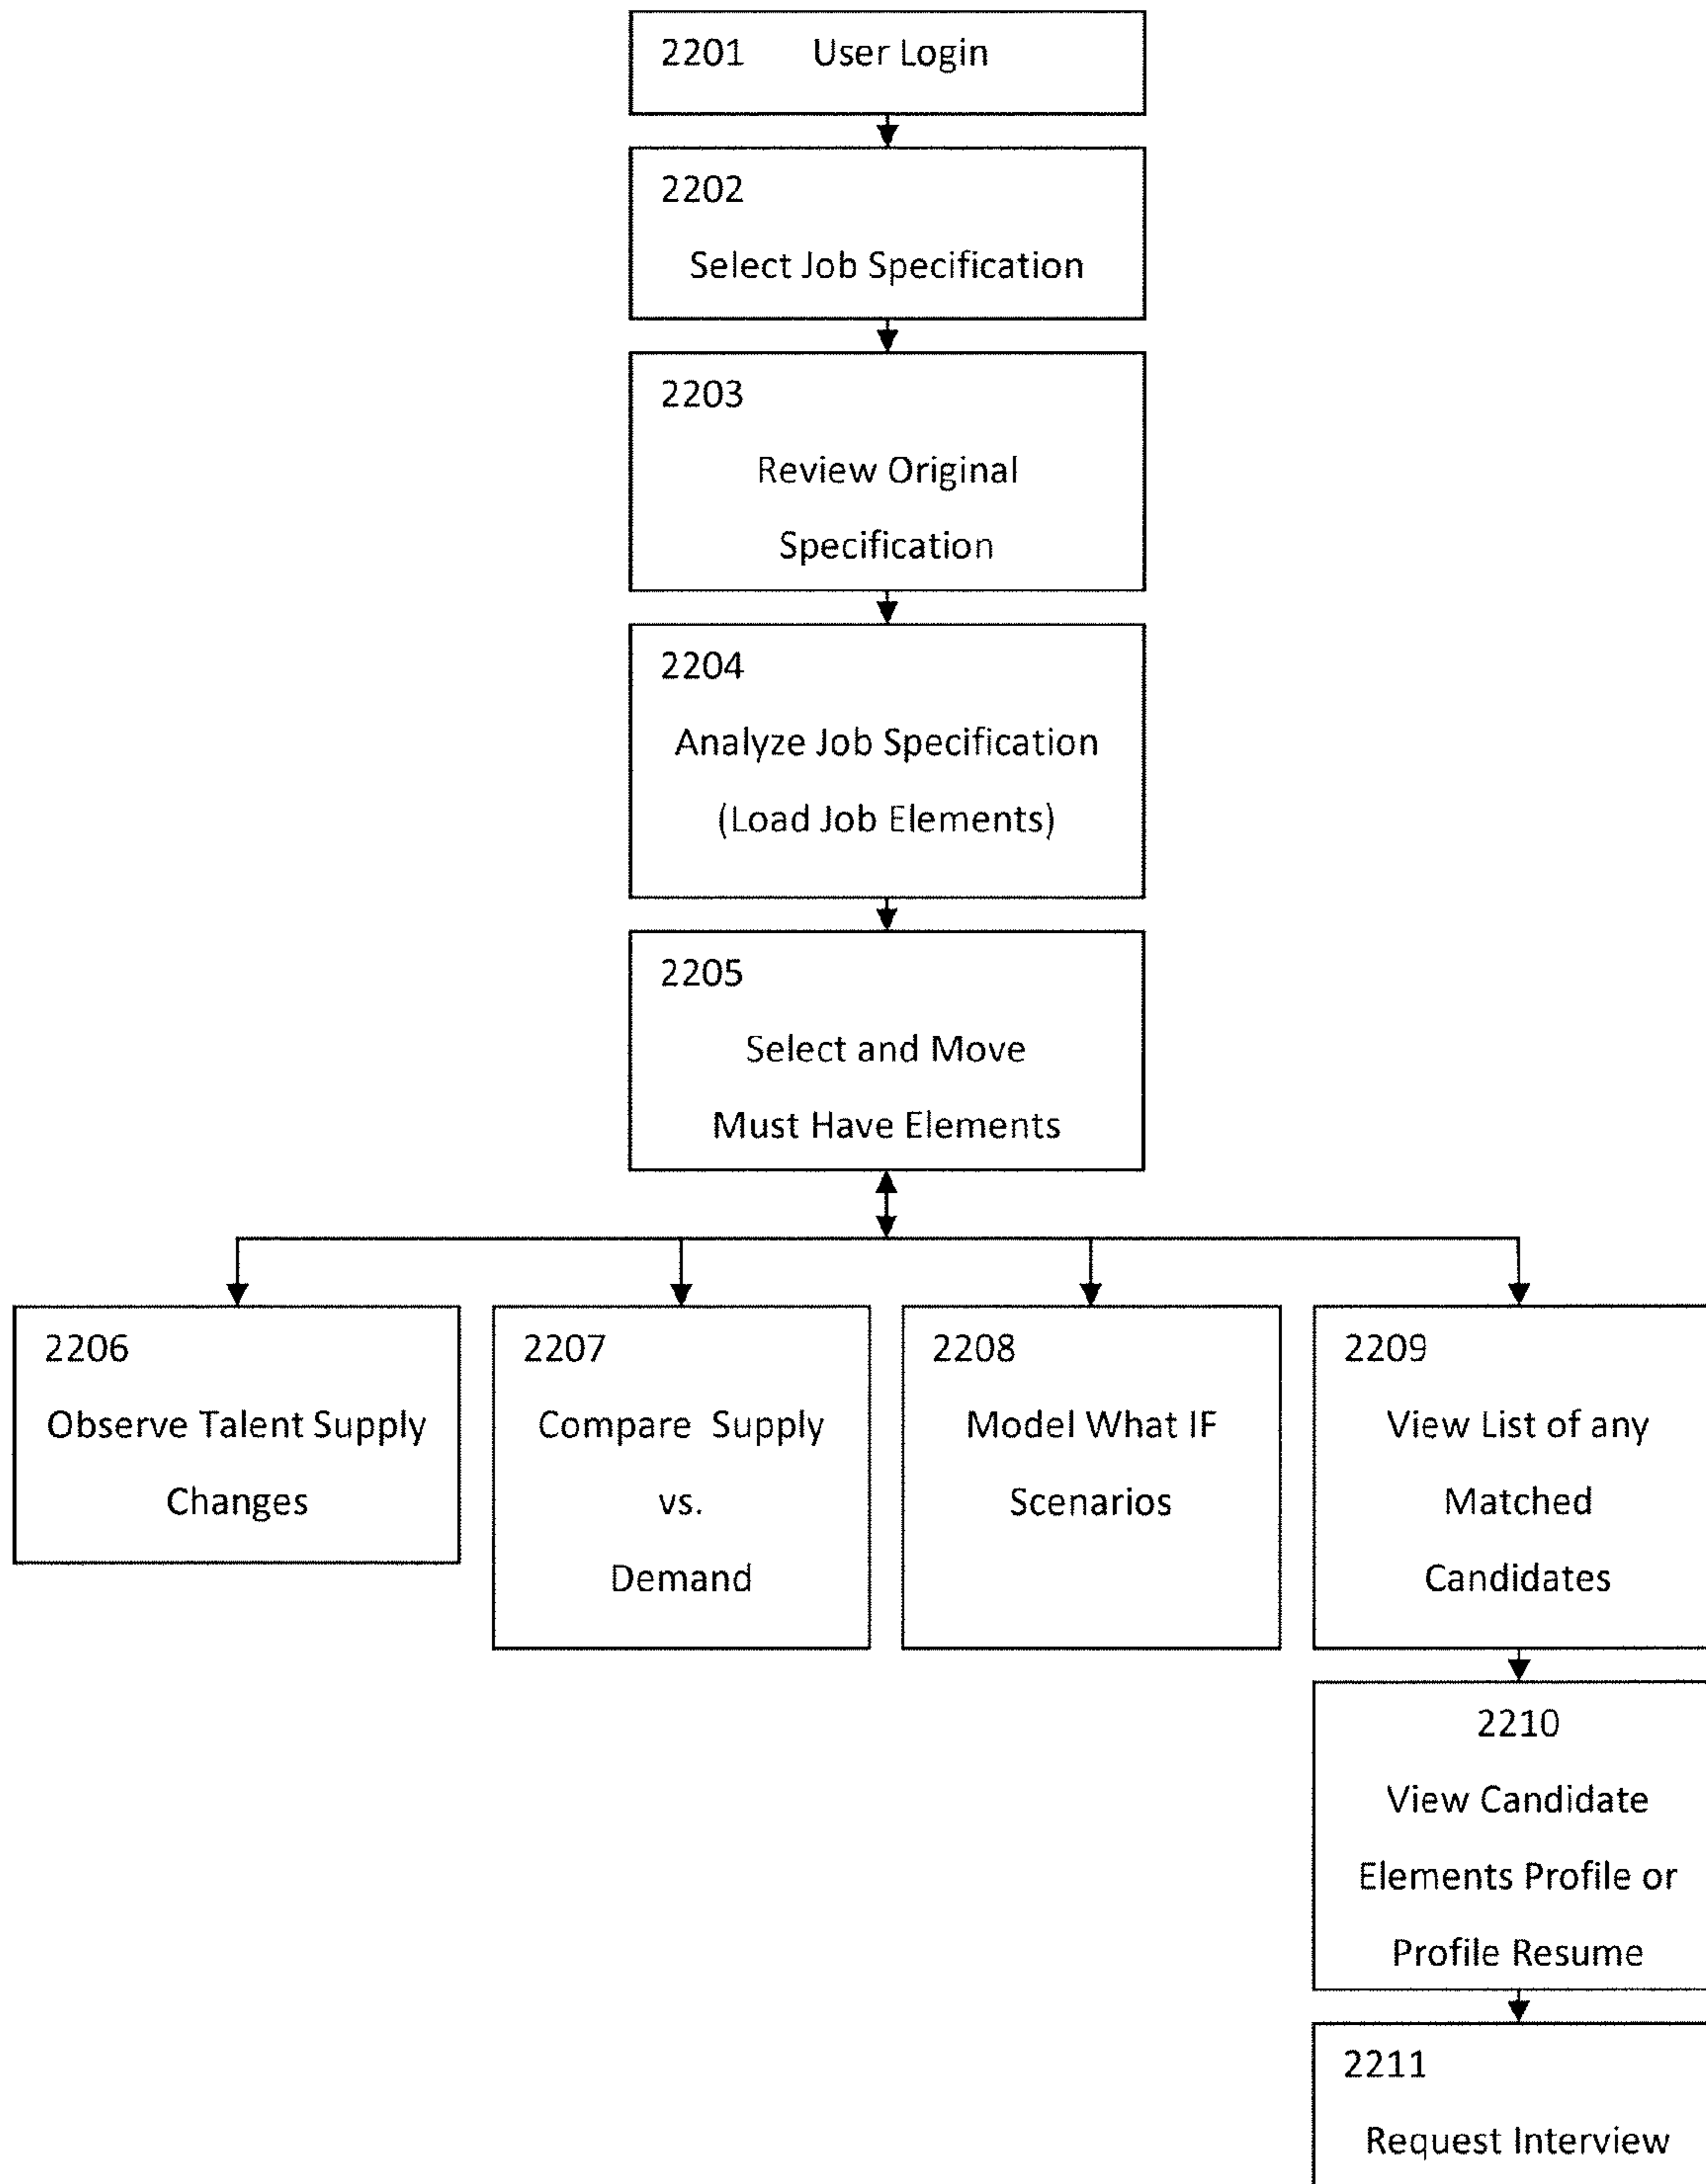 2201 User Login
2202
Select Job Specification
2203
Review Original
Specification
2204
Analyze Job Specification
(Load Job Elements)
2205
Select and Move
Must Have Elements
2206
Observe Talent Supply
Changes
2207
Compare Supply
vs.
Demand
2208
Model What IF
Scenarios
2209
View List of any
Matched
Candidates
2210
View Candidate
Elements Profile or
Profile Resume
2211
Request Interview